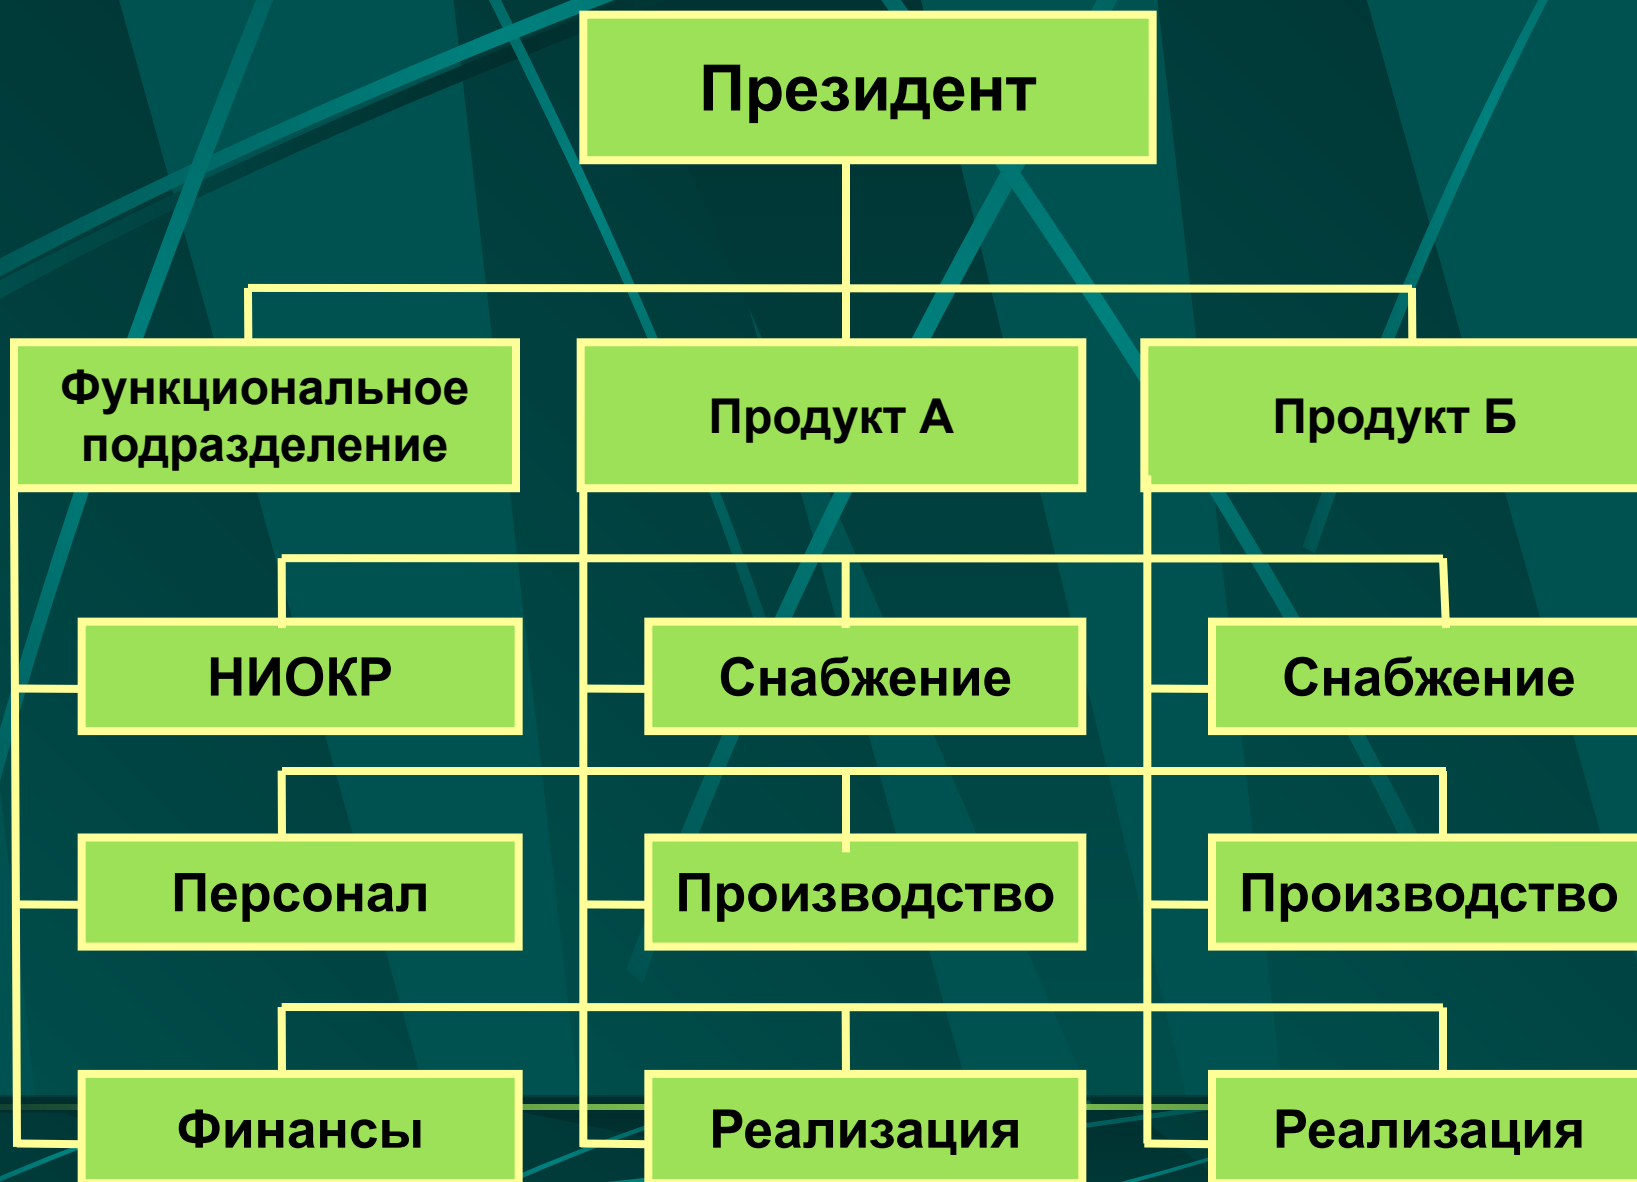 Президент
Функциональное
подразделение
Продукт А
Продукт Б
НИОКР
Снабжение
Снабжение
Персонал
Производство
Производство
Финансы
Реализация
Реализация